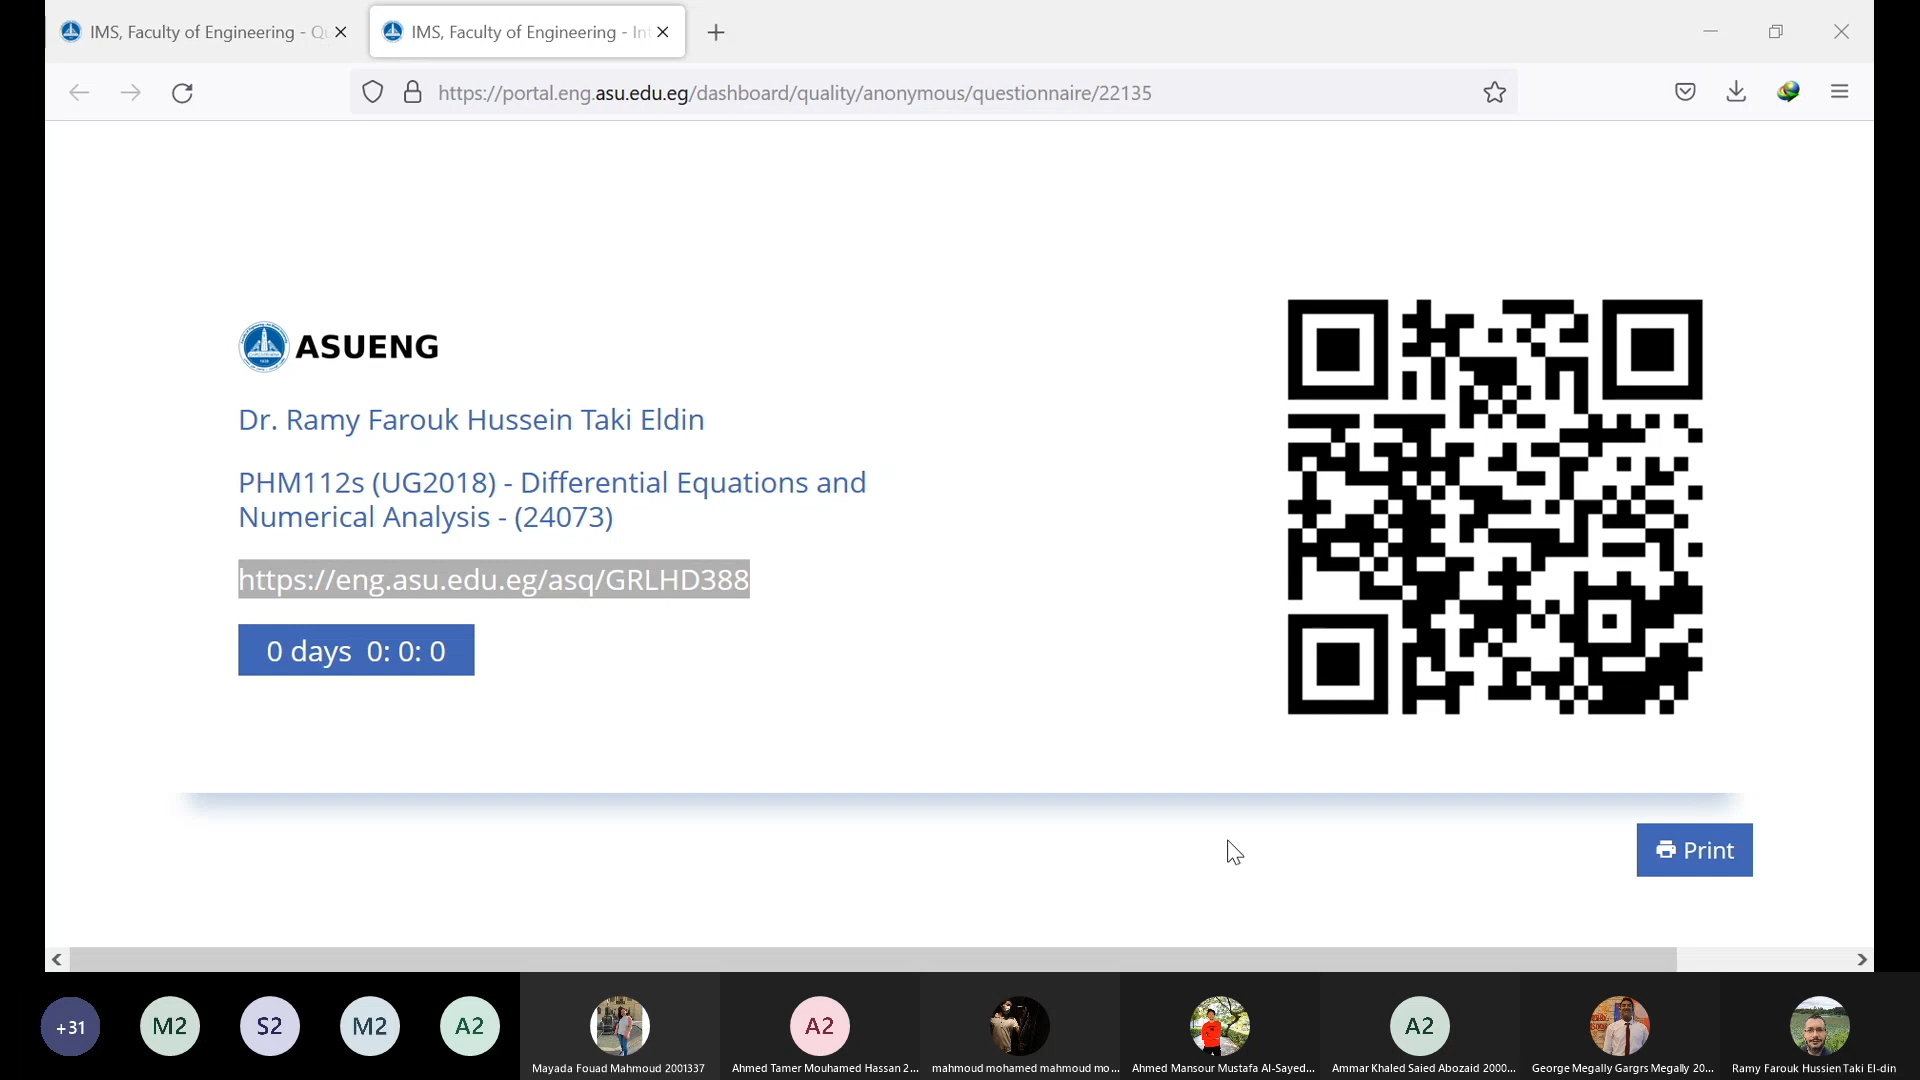 IMS, Faculty of Engineering - Qu
IMS, Faculty of Engineering - Int
https://portal.eng.asu.edu.eg/dashboard/quality/anonymous/questionnaire/22135
ASUENG
Dr. Ramy Farouk Hussein Taki Eldin
PHM112s (UG2018) - Differential Equations and
Numerical Analysis - (24073)
https://eng.asu.edu.eg/asq/GRLHD388
0 days 0: 0: 0
Print
+31
M2
S2
M2
A2
A2
A2
Mayada Fouad Mahmoud 2001337
Ahmed Tamer Mouhamed Hassan 2...
mahmoud mohamed mahmoud mo...
Ahmed Mansour Mustafa Al-Sayed...
Ammar Khaled Saied Abozaid 2000...
George Megally Gargrs Megally 20...
Ramy Farouk Hussien Taki El-din